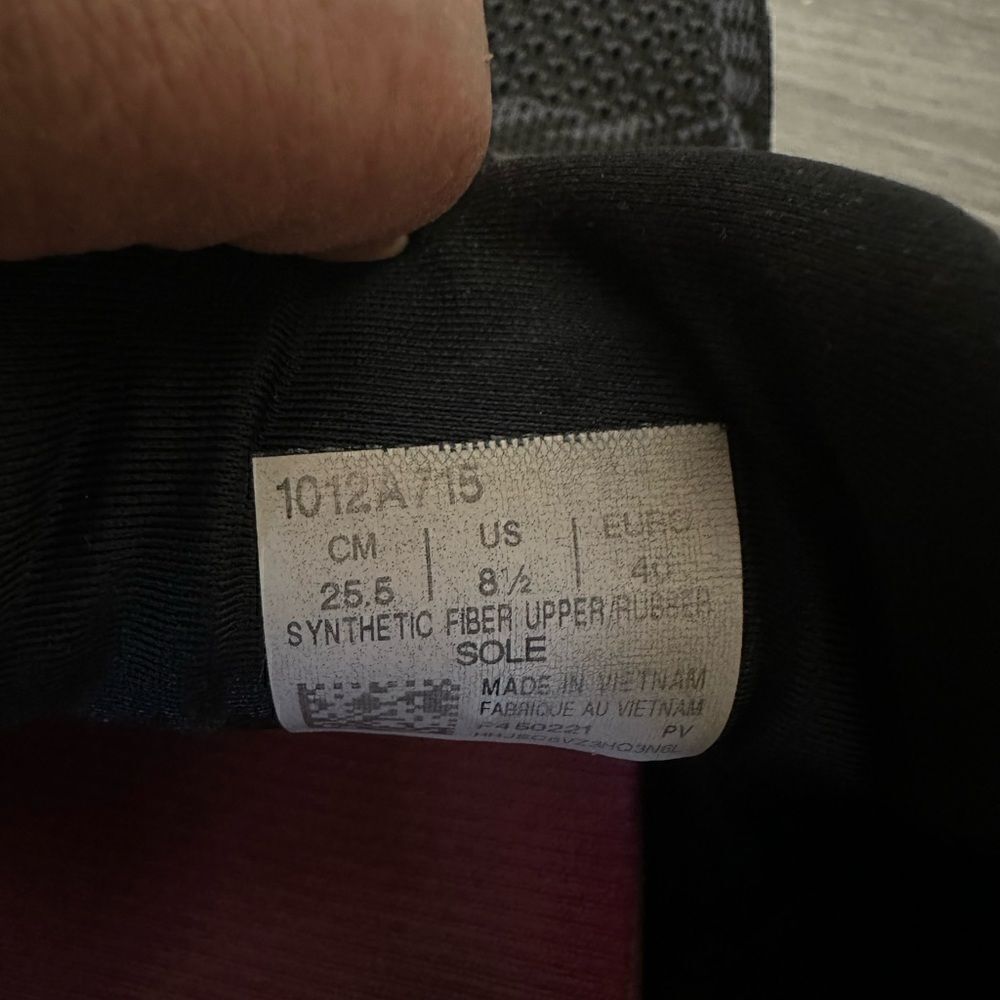 1012A715
CM | US | EURO
25.5 | 8½ | 40
SYNTHETIC FIBER UPPER/RUBBER
SOLE
MADE IN VIETNAM
FABRIQUE AU VIETNAM
PV